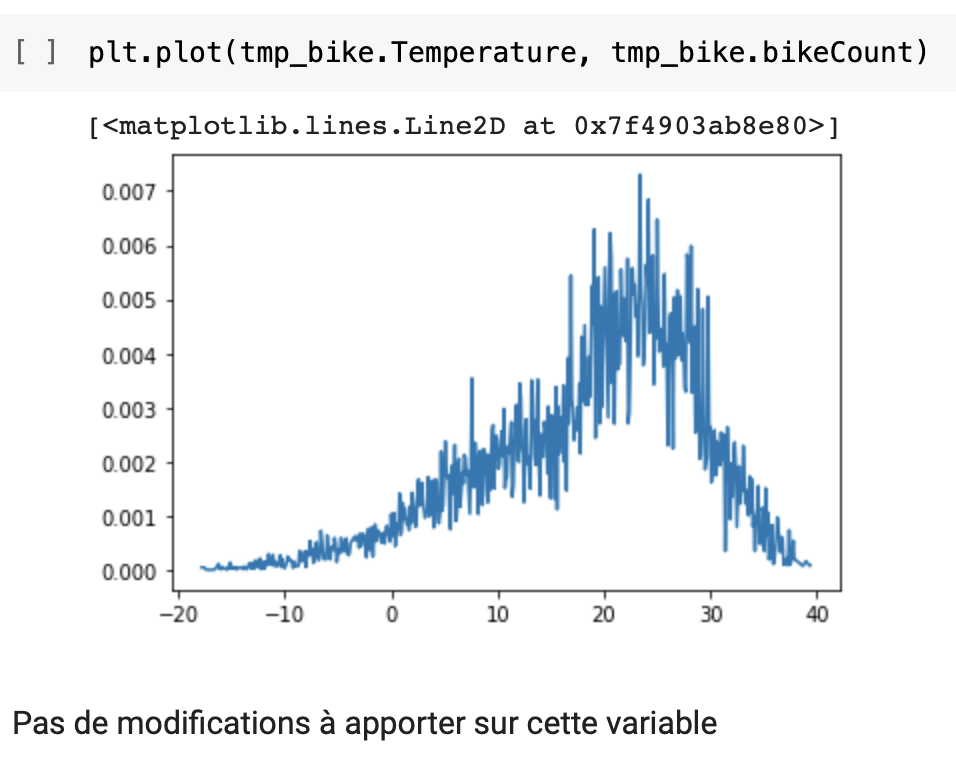 [ ] plt.plot(tmp_bike.Temperature, tmp_bike.bikeCount)
[<matplotlib.lines.Line2D at 0x7f4903ab8e80>]
0.007
0.006
0.005
0.004
0.003
0.002
0.001
0.000
−20 −10 0 10 20 30 40
Pas de modifications à apporter sur cette variable